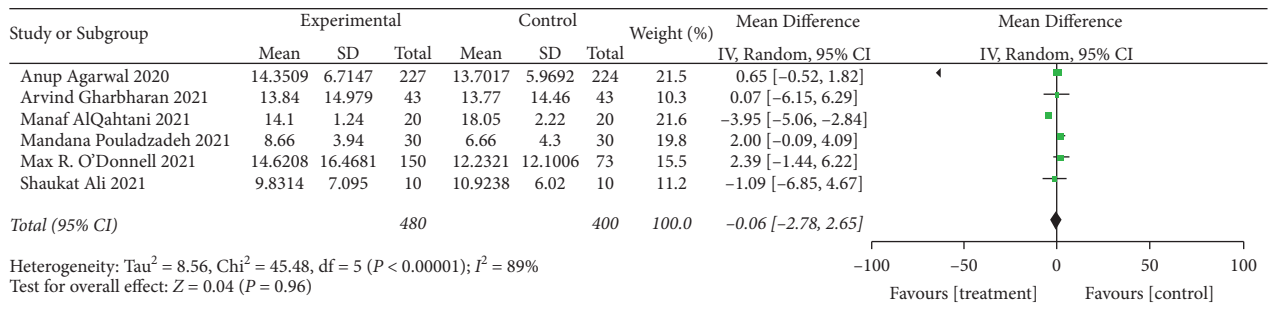 Study or Subgroup Experimental Control Weight (%) Mean Difference Mean Difference
Mean SD Total Mean SD Total IV, Random, 95% CI IV, Random, 95% CI
Anup Agarwal 2020 14.3509 6.7147 227 13.7017 5.9692 224 21.5 0.65 [–0.52, 1.82]
Arvind Gharbharan 2021 13.84 14.979 43 13.77 14.46 43 10.3 0.07 [–6.15, 6.29]
Manaf AlQahtani 2021 14.1 1.24 20 18.05 2.22 20 21.6 –3.95 [–5.06, –2.84]
Mandana Pouladzadeh 2021 8.66 3.94 30 6.66 4.3 30 19.8 2.00 [–0.09, 4.09]
Max R. O’Donnell 2021 14.6208 16.4681 150 12.2321 12.1006 73 15.5 2.39 [–1.44, 6.22]
Shaukat Ali 2021 9.8314 7.095 10 10.9238 6.02 10 11.2 –1.09 [–6.85, 4.67]
Total (95% CI) 480 400 100.0 –0.06 [–2.78, 2.65]
Heterogeneity: Tau² = 8.56, Chi² = 45.48, df = 5 (P < 0.00001); I² = 89%
Test for overall effect: Z = 0.04 (P = 0.96)
–100 –50 0 50 100
Favours [treatment] Favours [control]